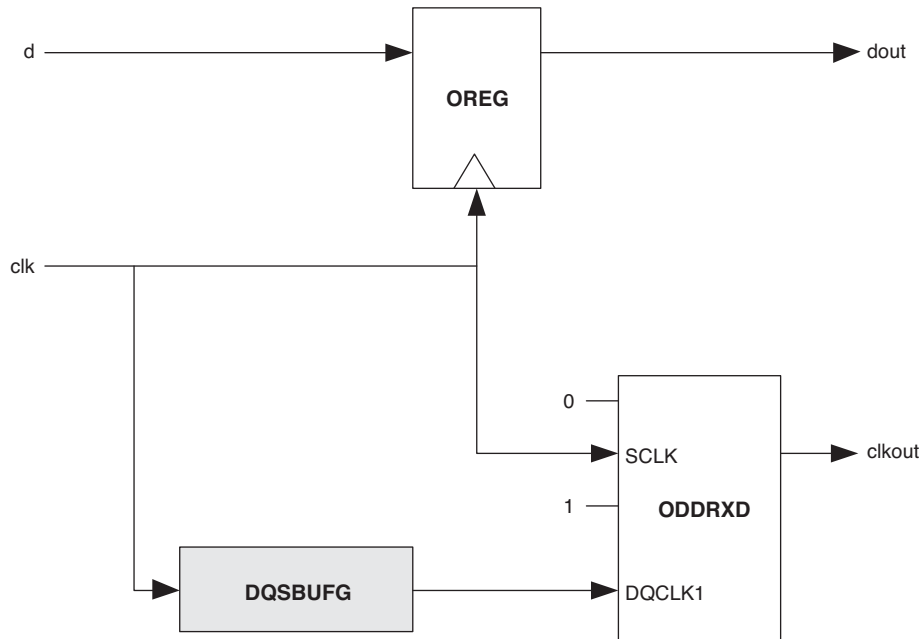 d
OREG
dout
clk
0
SCLK
clkout
1
ODDRXD
DQSBUFG
DQCLK1